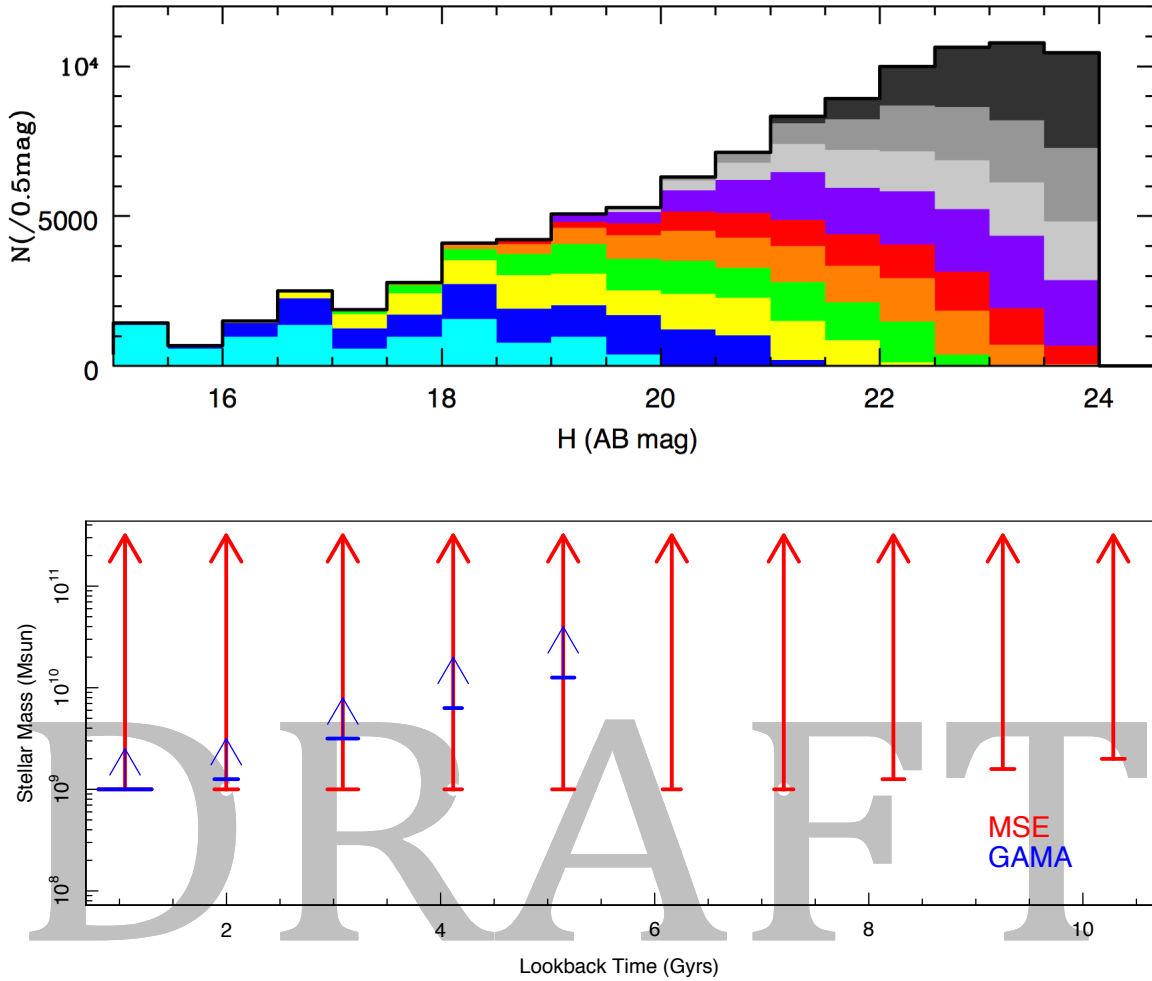 N(/0.5mag)
10⁴
5000
0
16 18 20 22 24
H (AB mag)
Stellar Mass (Msun)
10¹¹
10¹⁰
10⁹
10⁸
DRAFT
MSE
GAMA
2 4 6 8 10
Lookback Time (Gyrs)